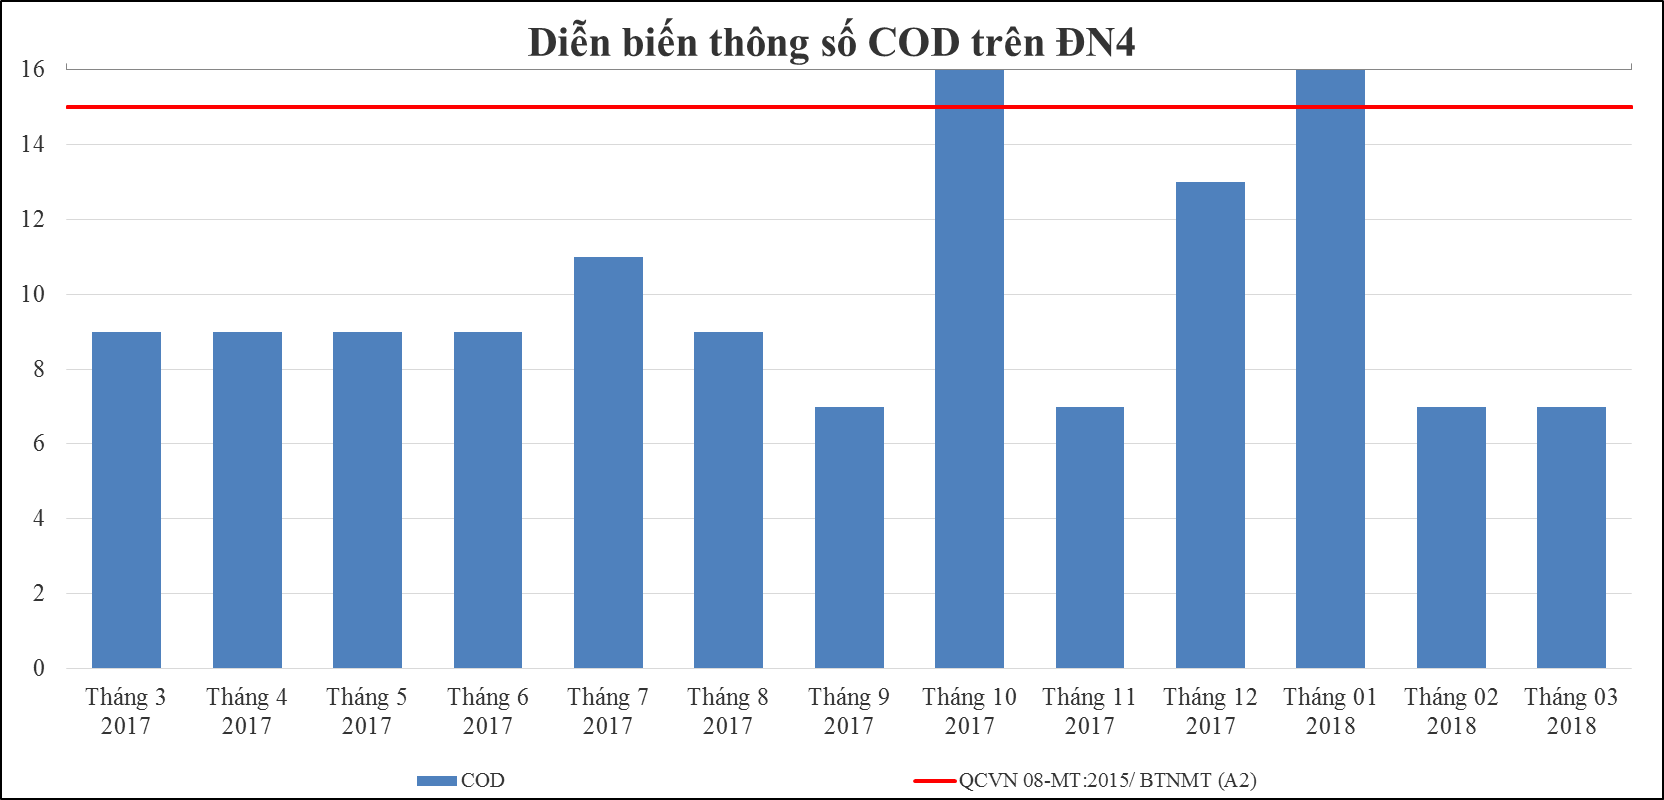 Diễn biến thông số COD trên ĐN4
16
14
12
10
8
6
4
2
0
Tháng 3 2017
Tháng 4 2017
Tháng 5 2017
Tháng 6 2017
Tháng 7 2017
Tháng 8 2017
Tháng 9 2017
Tháng 10 2017
Tháng 11 2017
Tháng 12 2017
Tháng 01 2018
Tháng 02 2018
Tháng 03 2018
COD
QCVN 08-MT:2015/ BTNMT (A2)